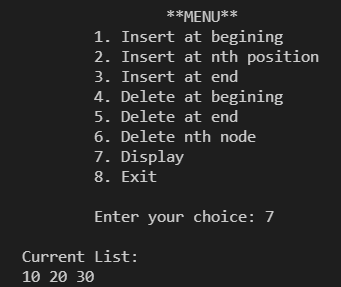 **MENU**
1. Insert at begining
2. Insert at nth position
3. Insert at end
4. Delete at begining
5. Delete at end
6. Delete nth node
7. Display
8. Exit
Enter your choice: 7
Current List:
10 20 30